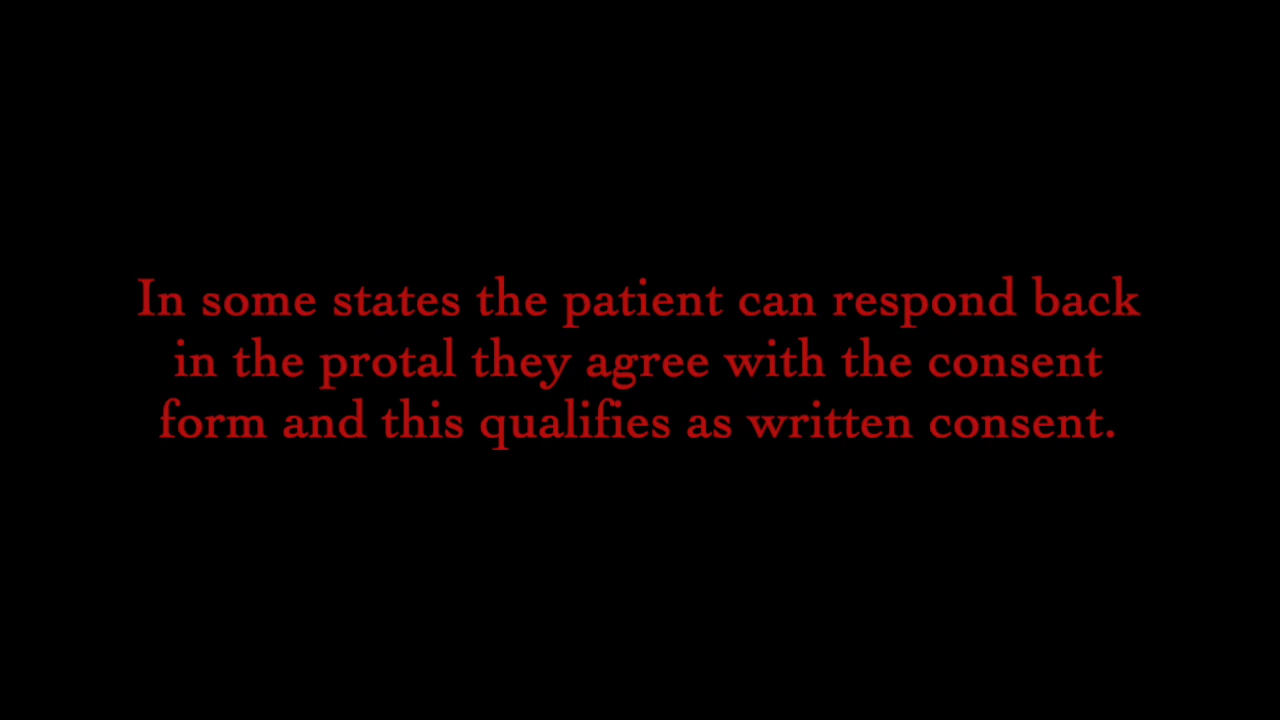 In some states the patient can respond back
in the protal they agree with the consent
form and this qualifies as written consent.